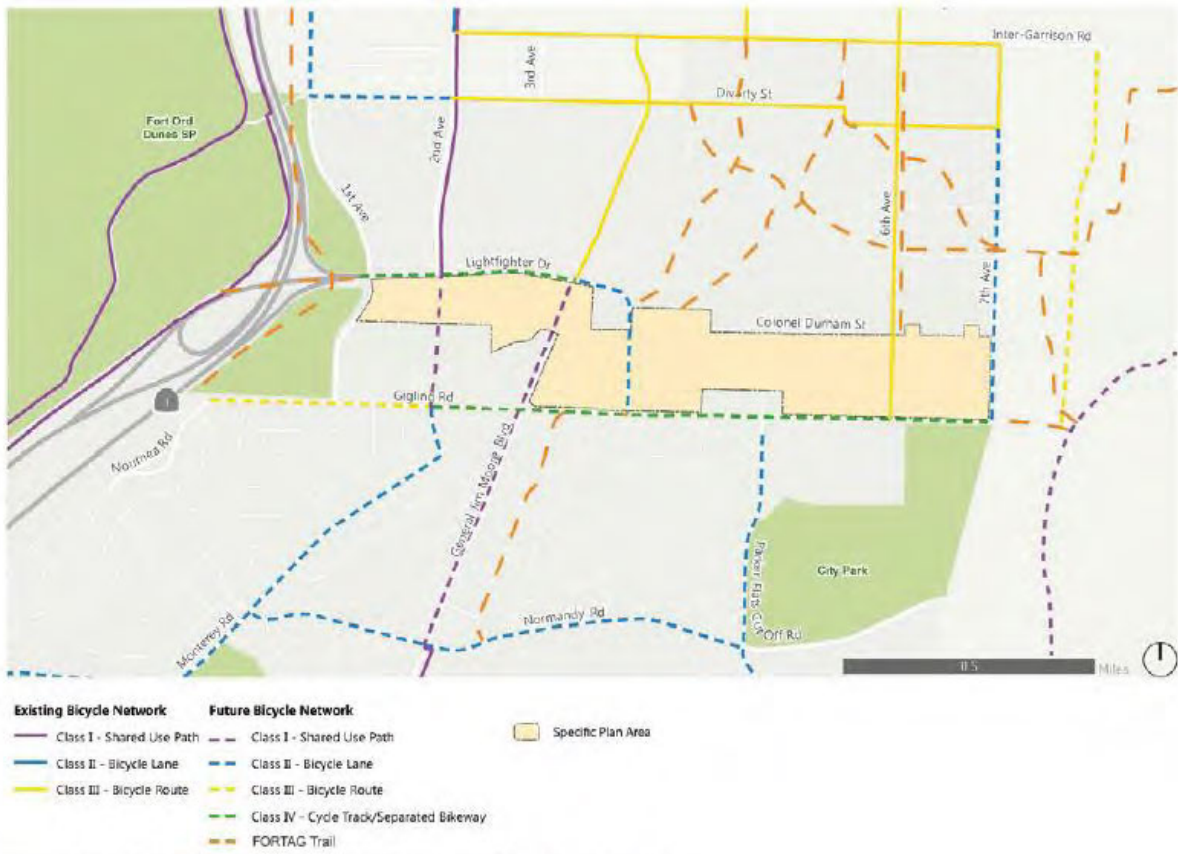 Inter-Garrison Rd
3rd Ave
Divarty St
Fort Ord
Dunes SP
2nd Ave
1st Ave
6th Ave
Lightfighter Dr
7th Ave
Colonel Durham St
1
Gigling Rd
Noumea Rd
General Jim Moore Blvd
City Park
Parker Flats Cut
Off Rd
Normandy Rd
Monterey Rd
0.5
Miles
Existing Bicycle Network
Class I - Shared Use Path
Class II - Bicycle Lane
Class III - Bicycle Route
Future Bicycle Network
Class I - Shared Use Path
Class II - Bicycle Lane
Class III - Bicycle Route
Class IV - Cycle Track/Separated Bikeway
FORTAG Trail
Specific Plan Area